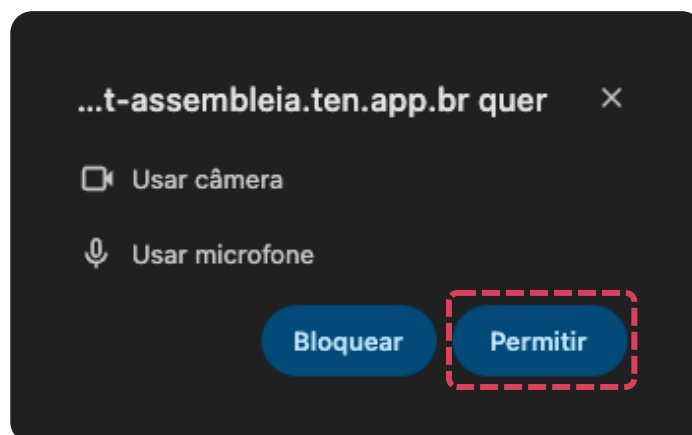 ...t-assembleia.ten.app.br quer
Usar câmera
Usar microfone
Bloquear
Permitir